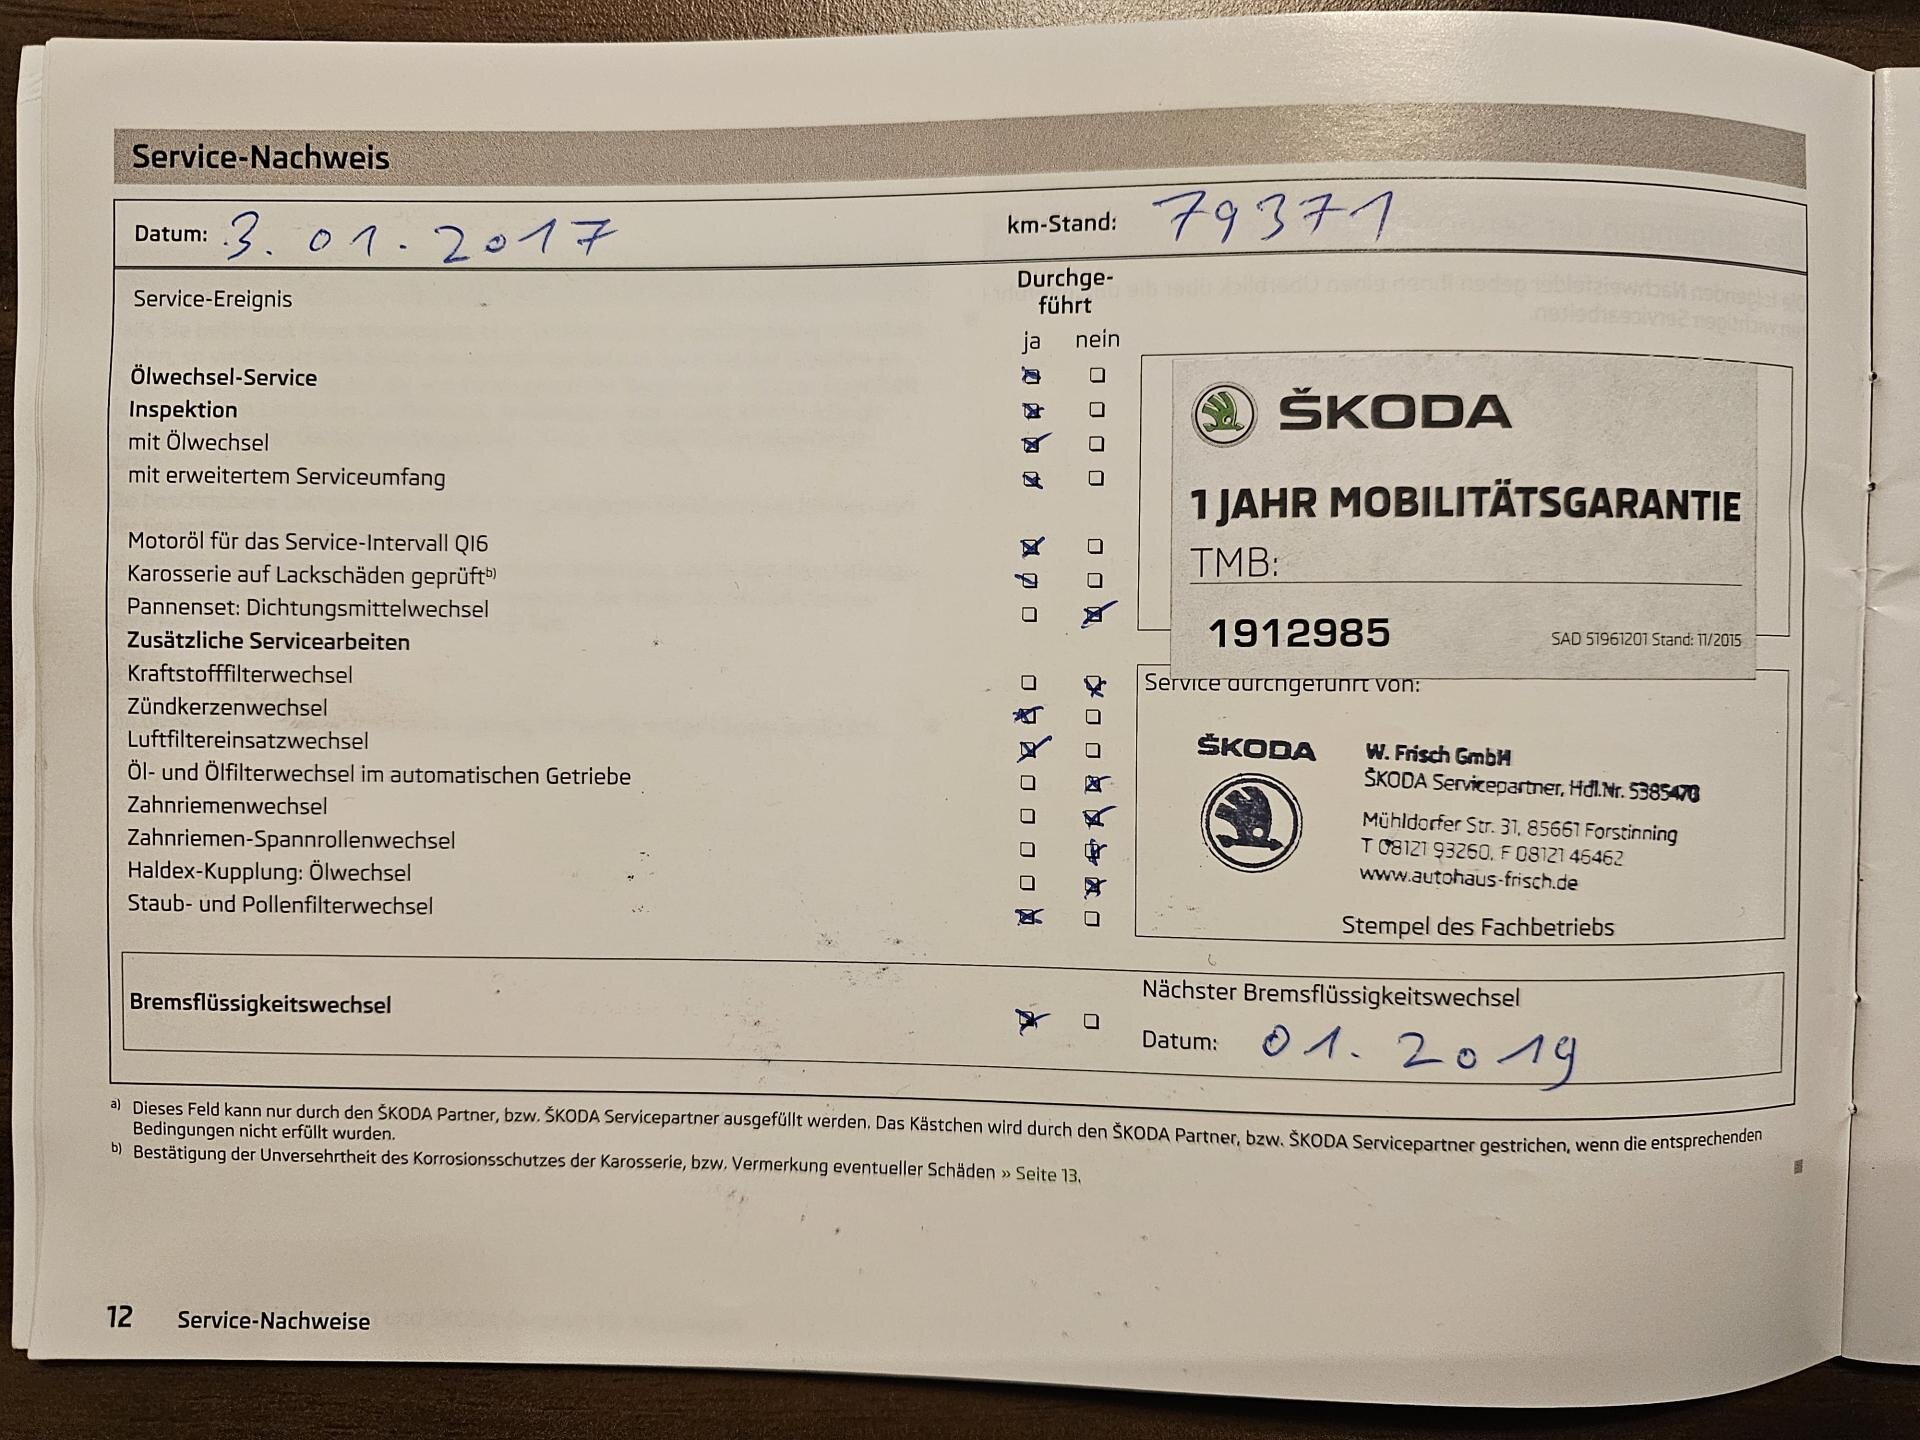 Service-Nachweis
Datum: 3.01.2017
km-Stand: 79371
Service-Ereignis
Durchge-
führt
ja nein
Ölwechsel-Service
Inspektion
mit Ölwechsel
mit erweitertem Serviceumfang
Motoröl für das Service-Intervall QI6
Karosserie auf Lackschäden geprüftb)
Pannenset: Dichtungsmittelwechsel
Zusätzliche Servicearbeiten
Kraftstofffilterwechsel
Zündkerzenwechsel
Luftfiltereinsatzwechsel
Öl- und Ölfilterwechsel im automatischen Getriebe
Zahnriemenwechsel
Zahnriemen-Spannrollenwechsel
Haldex-Kupplung: Ölwechsel
Staub- und Pollenfilterwechsel
ŠKODA
1 JAHR MOBILITÄTSGARANTIE
TMB:
1912985
SAD 51961201 Stand: 11/2015
Service durchgeführt von:
ŠKODA
W. Frisch GmbH
ŠKODA Servicepartner, Hdl.Nr.
Mühldorfer Str. 31, 85661 Forstinning
T 08121 93260, F 08121 46462
www.autohaus-frisch.de
Stempel des Fachbetriebs
Bremsflüssigkeitswechsel
Nächster Bremsflüssigkeitswechsel
Datum: 01.2019
a) Dieses Feld kann nur durch den ŠKODA Partner, bzw. ŠKODA Servicepartner ausgefüllt werden. Das Kästchen wird durch den ŠKODA Partner, bzw. ŠKODA Servicepartner gestrichen, wenn die entsprechenden
Bedingungen nicht erfüllt wurden.
b) Bestätigung der Unversehrtheit des Korrosionsschutzes der Karosserie, bzw. Vermerkung eventueller Schäden » Seite 13.
12 Service-Nachweise